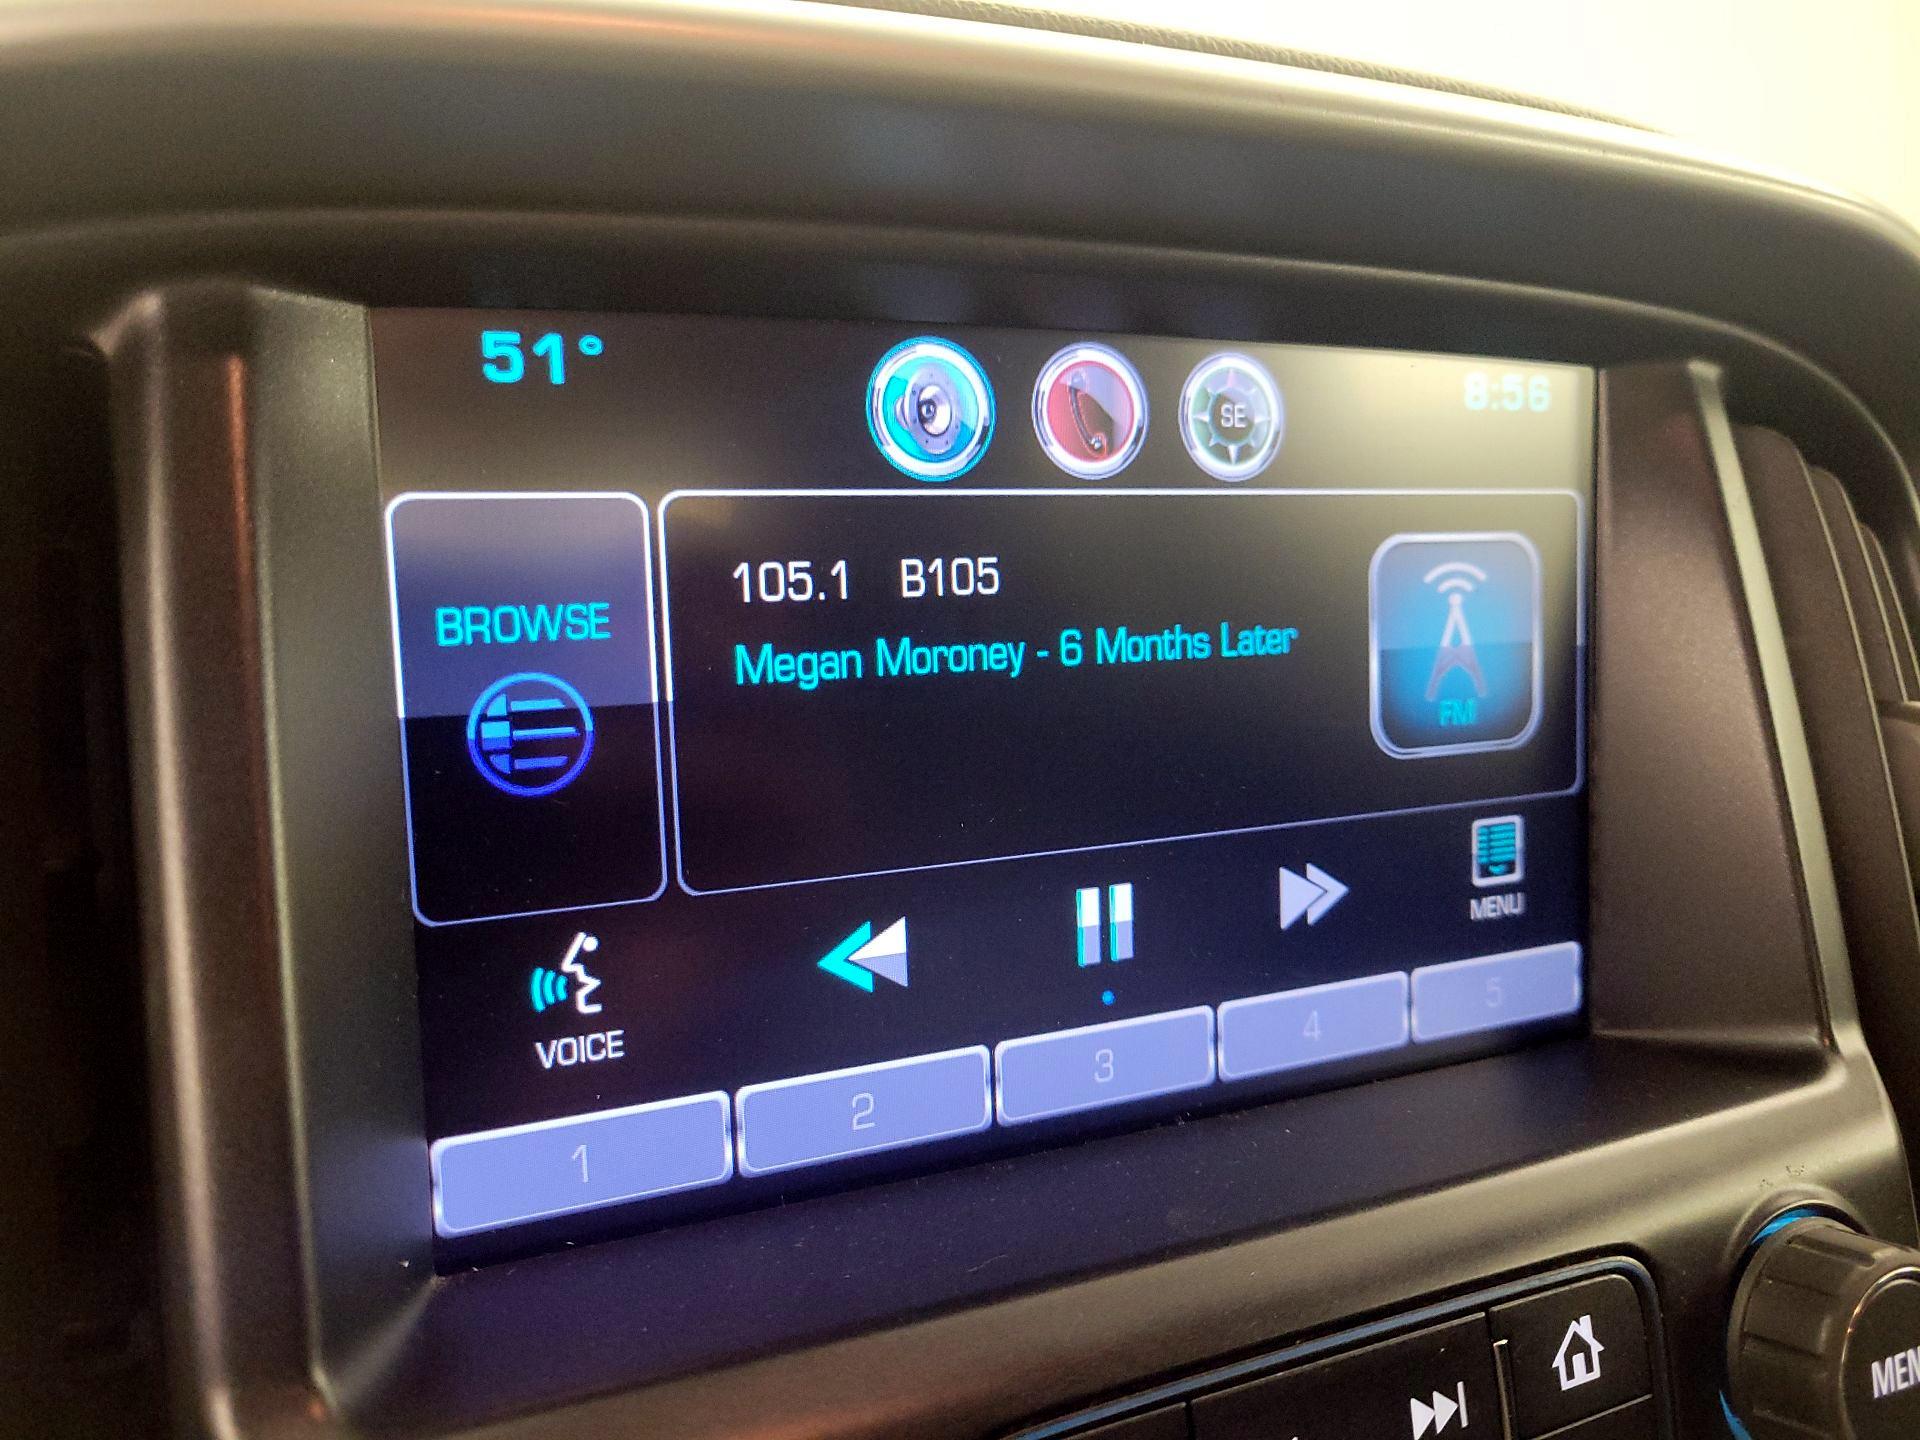 51°
SE
8:56
BROWSE
105.1 B105
Megan Moroney - 6 Months Later
FM
VOICE
MENU
1
2
3
4
5